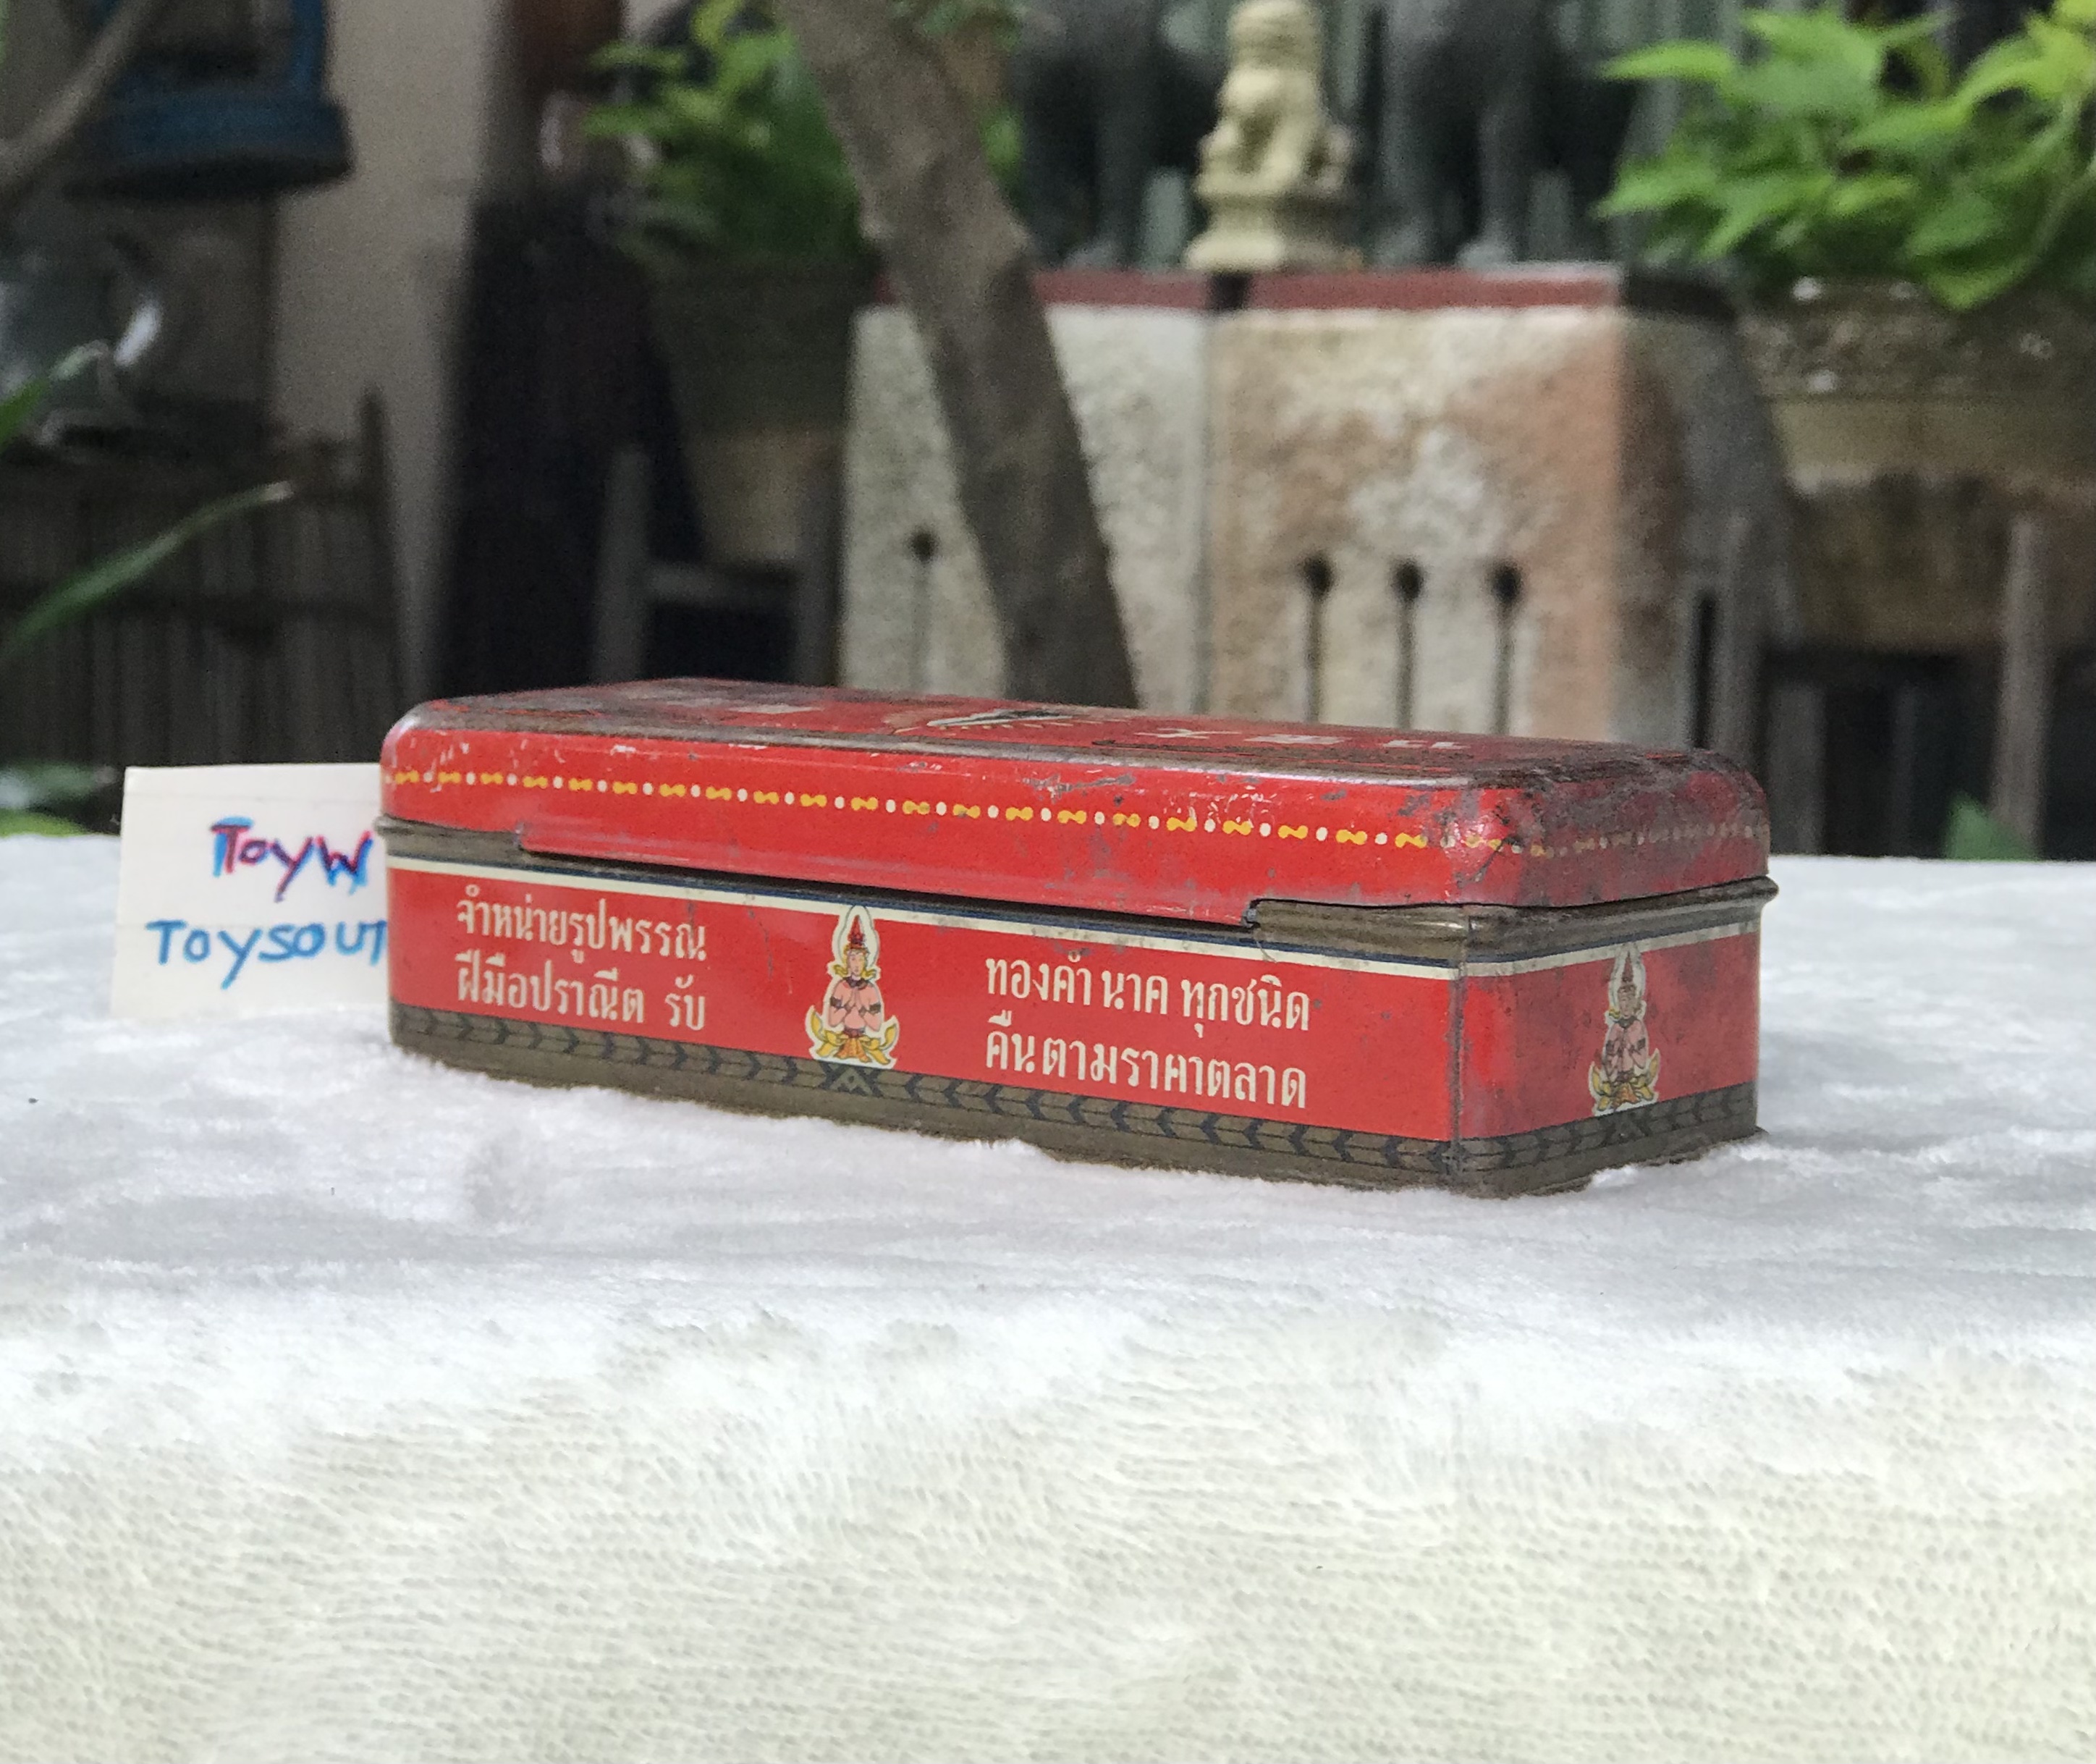 ToyW
TOYSOUT
จำหน่ายรูปพรรณ
ฝีมือปราณีต รับ
ทองคำ นาค ทุกชนิด
คืนตามราคาตลาด